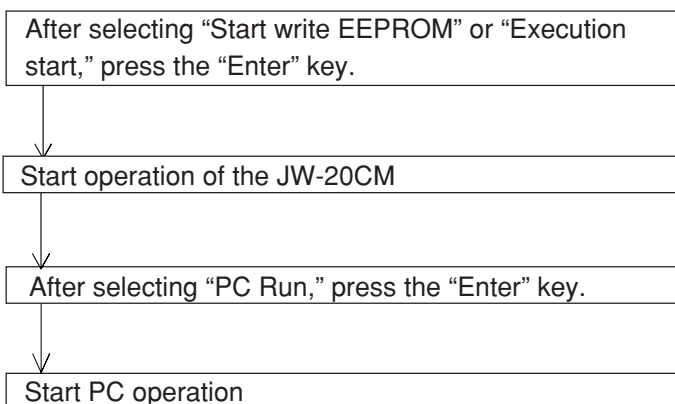 After selecting “Start write EEPROM” or “Execution
start,” press the “Enter” key.
Start operation of the JW-20CM
After selecting “PC Run,” press the “Enter” key.
Start PC operation